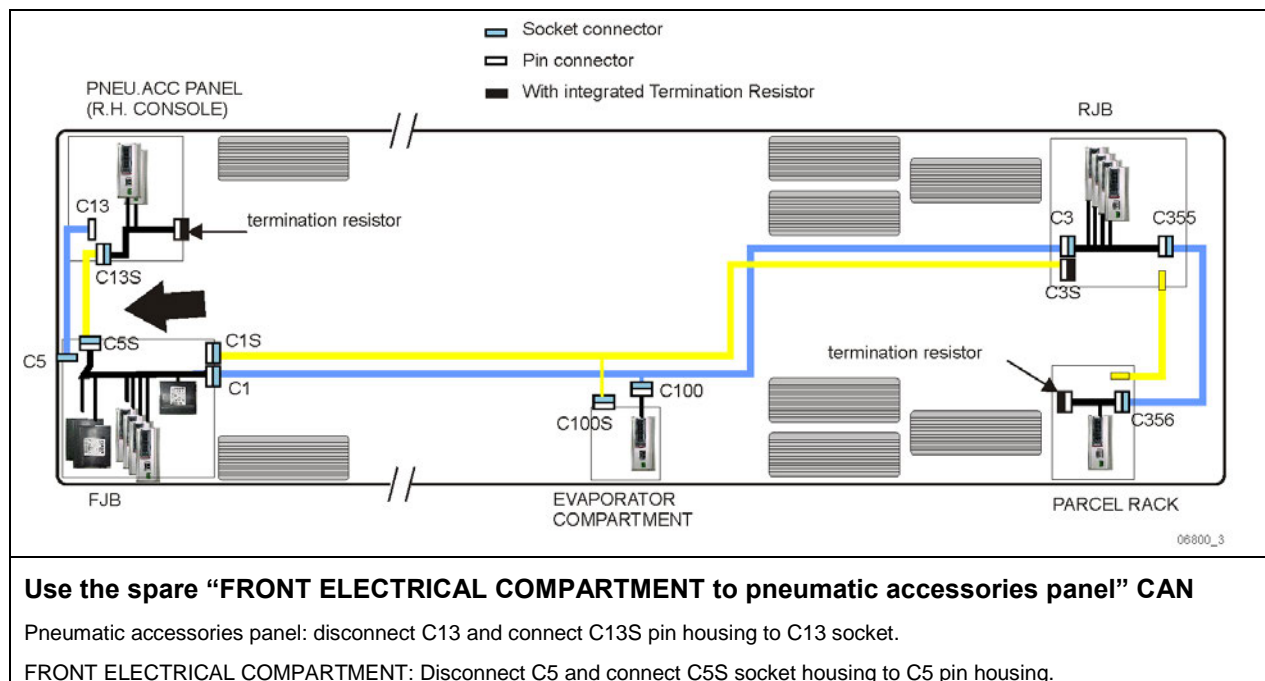 Socket connector
Pin connector
With integrated Termination Resistor
PNEU.ACC PANEL
(R.H. CONSOLE)
RJB
C13
termination resistor
C3
C355
C13S
C3S
C5S
C1S
C5
termination resistor
C1
C100
C100S
C356
FJB
EVAPORATOR
COMPARTMENT
PARCEL RACK
06800_3
Use the spare “FRONT ELECTRICAL COMPARTMENT to pneumatic accessories panel” CAN
Pneumatic accessories panel: disconnect C13 and connect C13S pin housing to C13 socket.
FRONT ELECTRICAL COMPARTMENT: Disconnect C5 and connect C5S socket housing to C5 pin housing.